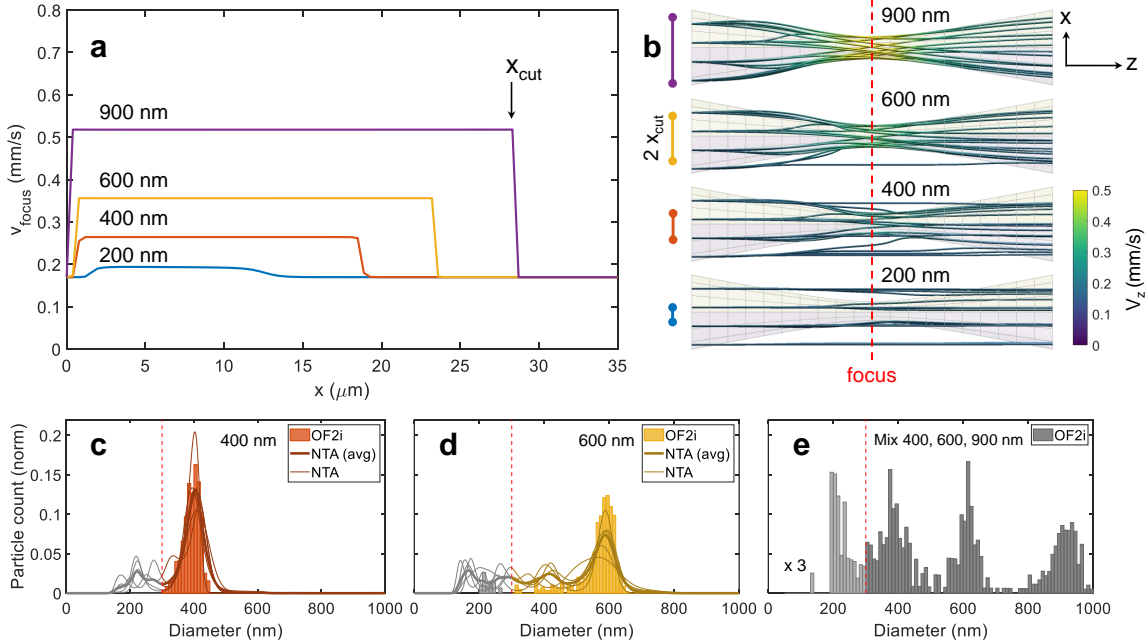 a
0.8
0.7
0.6
0.5
0.4
0.3
0.2
0.1
0
v_focus (mm/s)
x_cut
900 nm
600 nm
400 nm
200 nm
0 5 10 15 20 25 30 35
x (μm)
b
900 nm
600 nm
400 nm
200 nm
2 x_cut
x
z
focus
0.5
0.4
0.3
0.2
0.1
0
V_z (mm/s)
c
400 nm
OF2i
NTA (avg)
NTA
0.2
0.15
0.1
0.05
0
Particle count (norm)
0 200 400 600 800 1000
Diameter (nm)
d
600 nm
OF2i
NTA (avg)
NTA
0 200 400 600 800 1000
Diameter (nm)
e
Mix 400, 600, 900 nm
OF2i
x 3
0 200 400 600 800 1000
Diameter (nm)